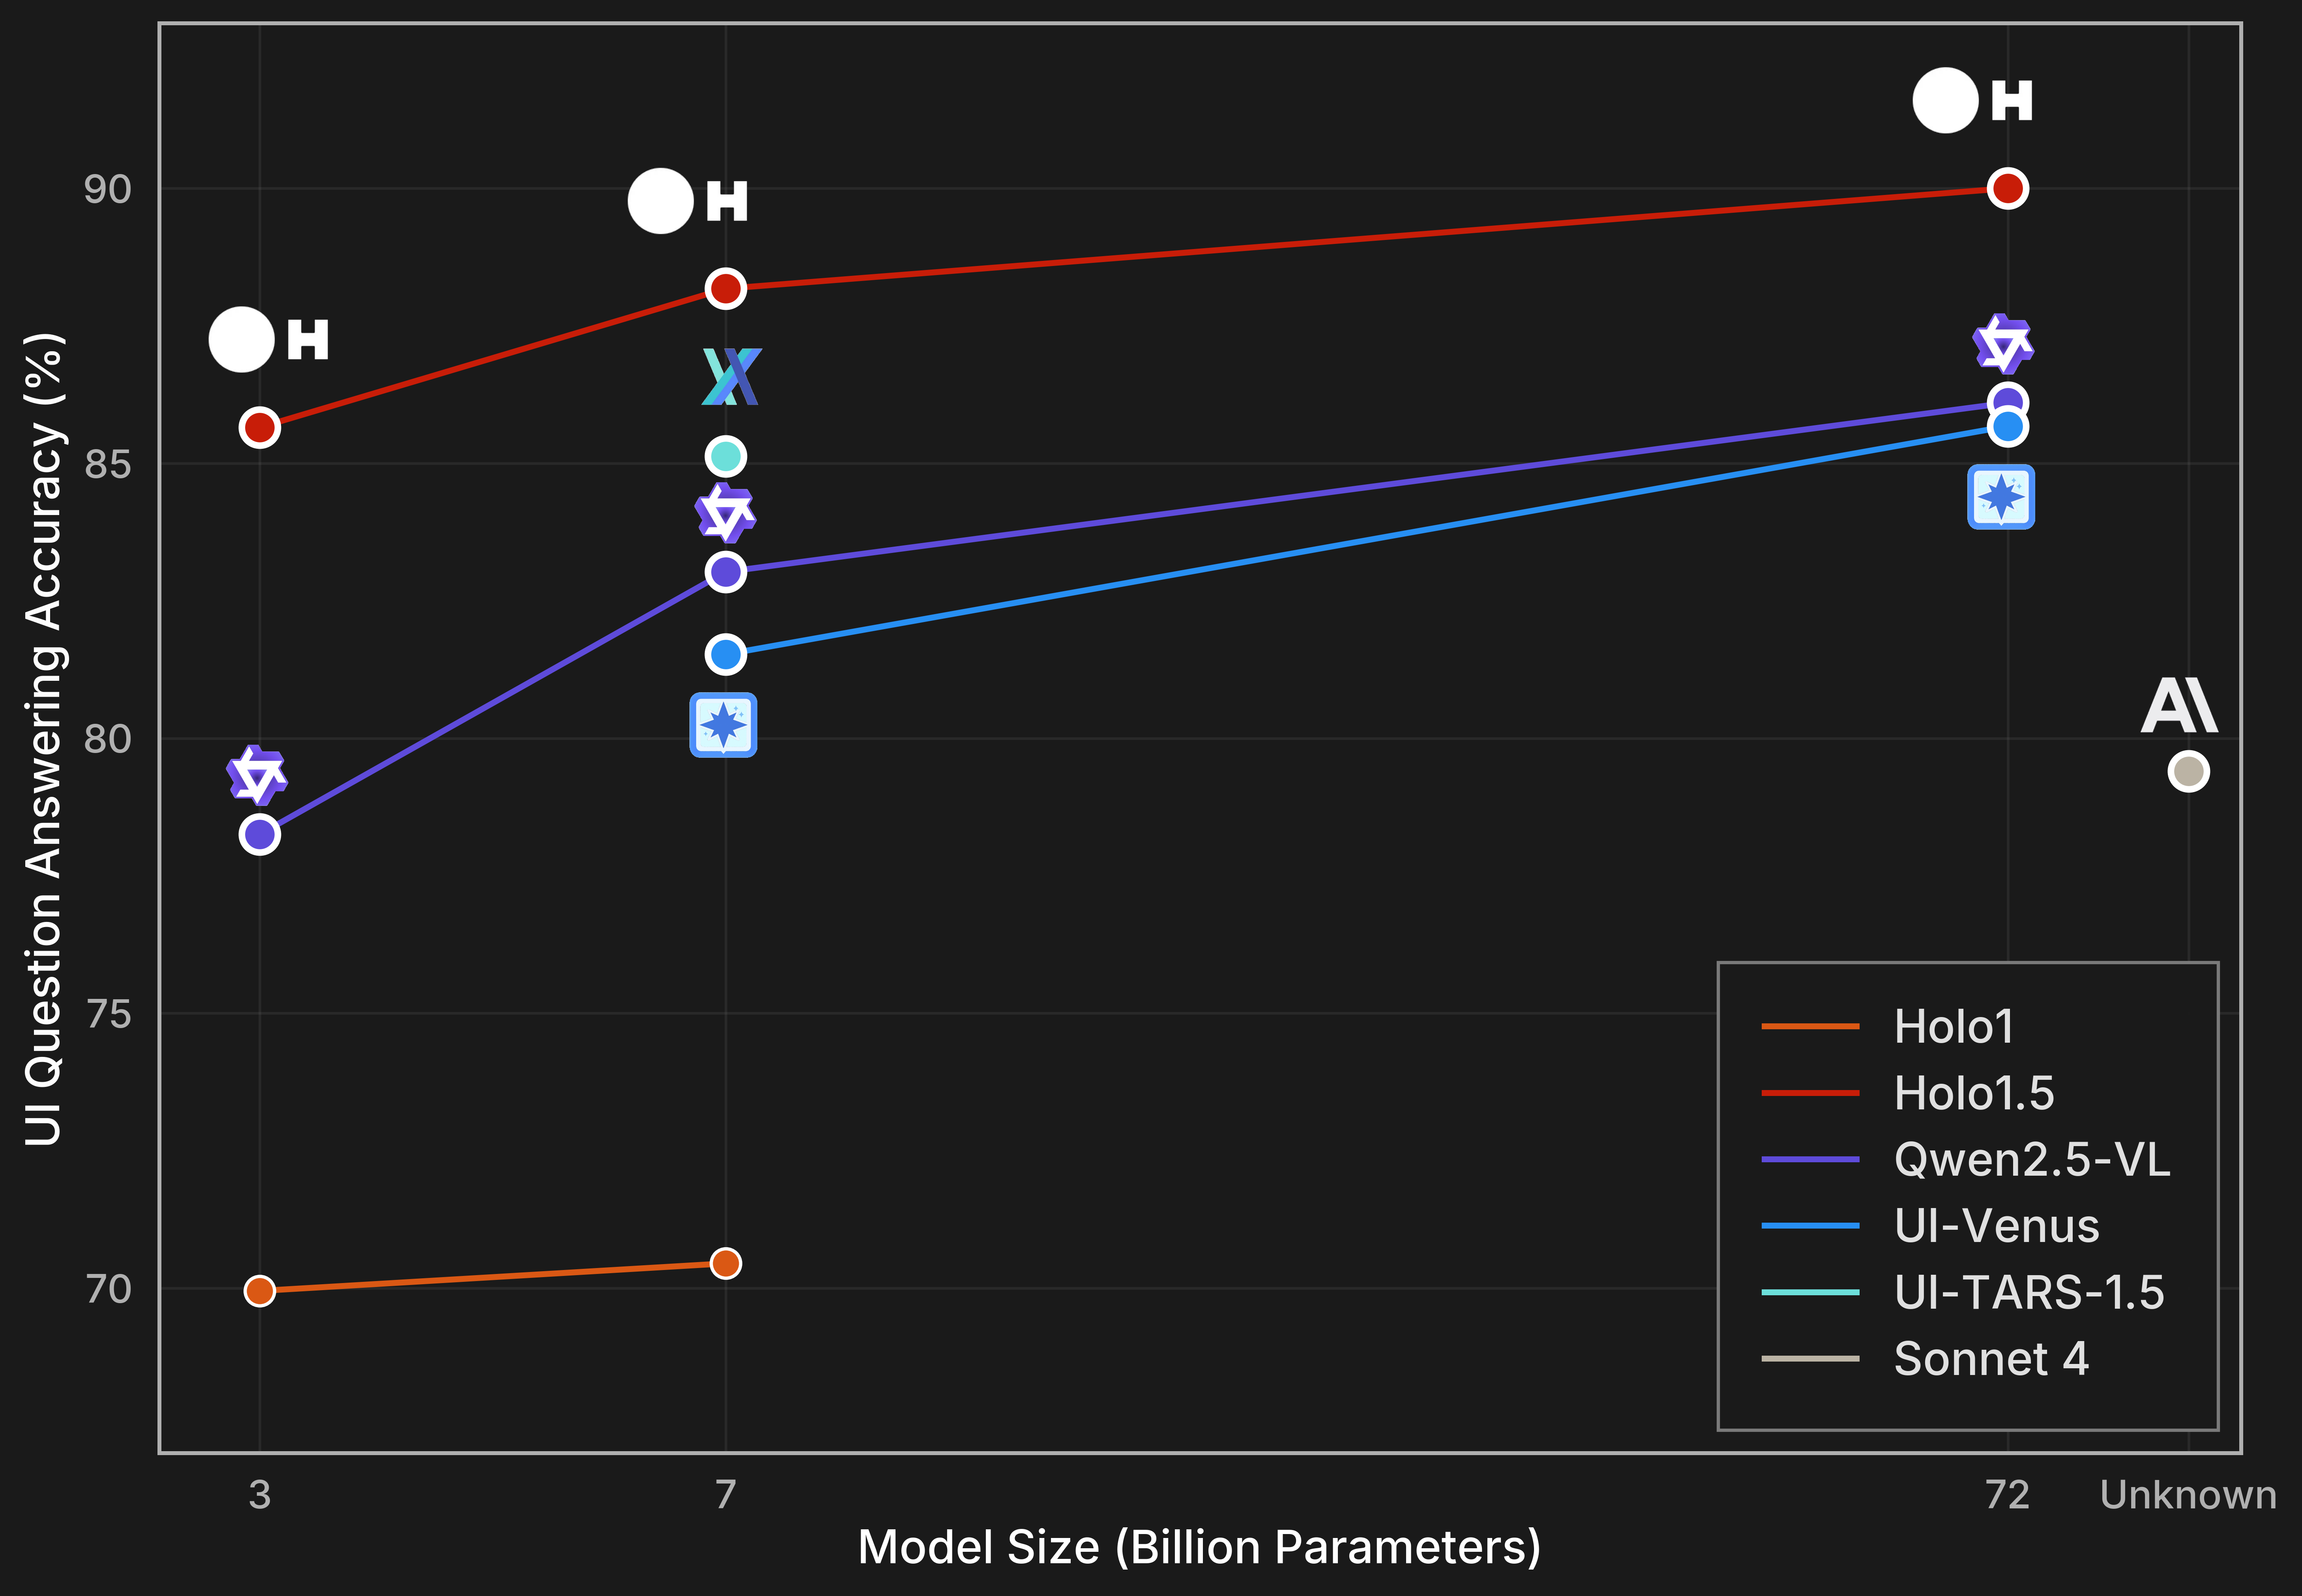 H
H
H
A\
90
85
80
75
70
UI Question Answering Accuracy (%)
Holo1
Holo1.5
Qwen2.5-VL
UI-Venus
UI-TARS-1.5
Sonnet 4
3
7
72
Unknown
Model Size (Billion Parameters)